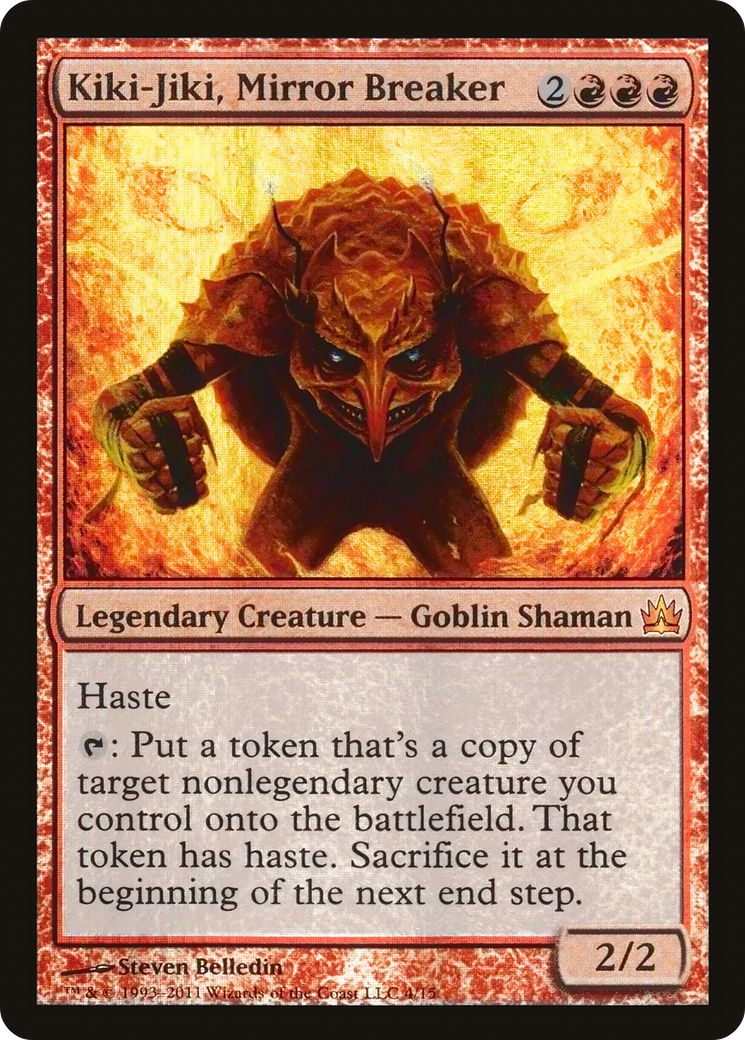 Kiki-Jiki, Mirror Breaker 2
Legendary Creature — Goblin Shaman
Haste
: Put a token that's a copy of
target nonlegendary creature you
control onto the battlefield. That
token has haste. Sacrifice it at the
beginning of the next end step.
2/2
Steven Belledin
™ & © 1993–2011 Wizards of the Coast LLC 4/15